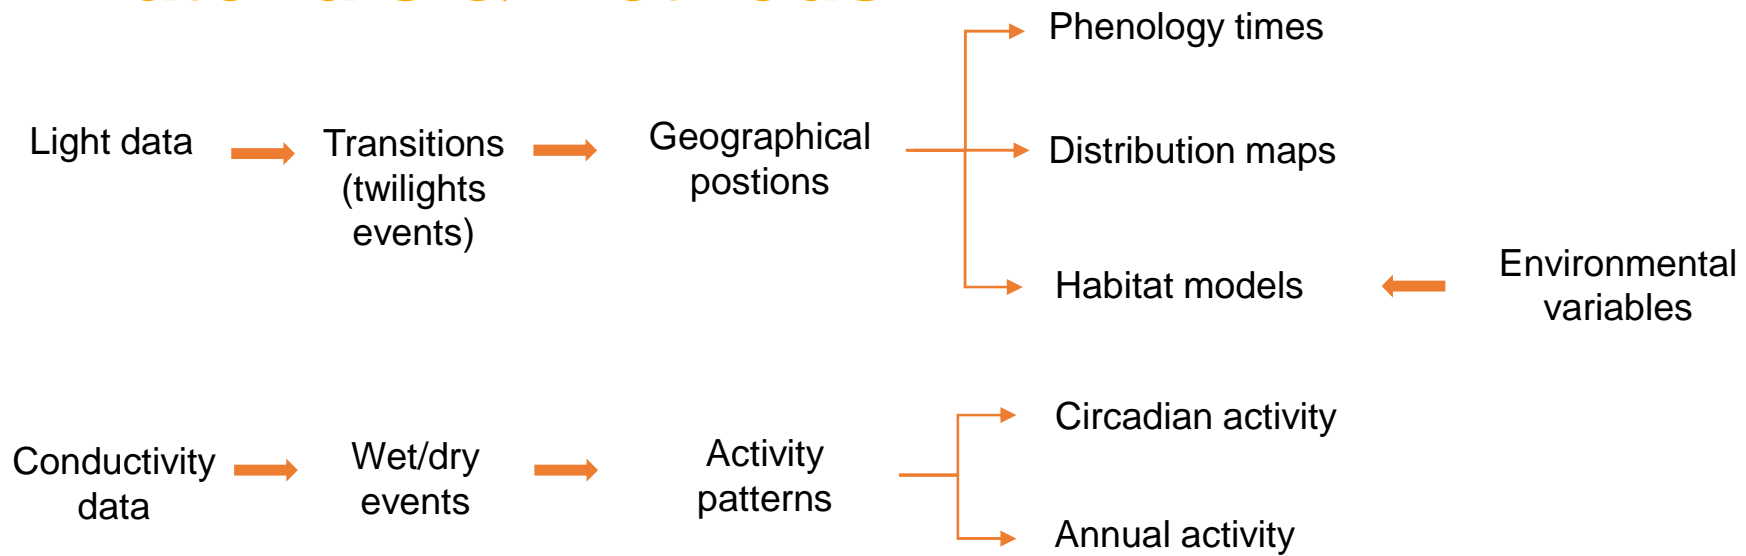 Phenology times
Light data
Transitions
(twilights
events)
Geographical
postions
Distribution maps
Habitat models
Environmental
variables
Conductivity
data
Wet/dry
events
Activity
patterns
Circadian activity
Annual activity